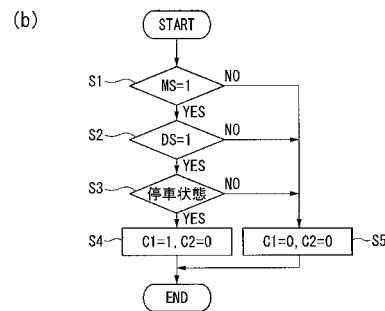 (b)
START
S1
MS=1
NO
YES
S2
DS=1
NO
YES
S3
停車状態
NO
YES
S4
C1=1, C2=0
C1=0, C2=0
S5
END